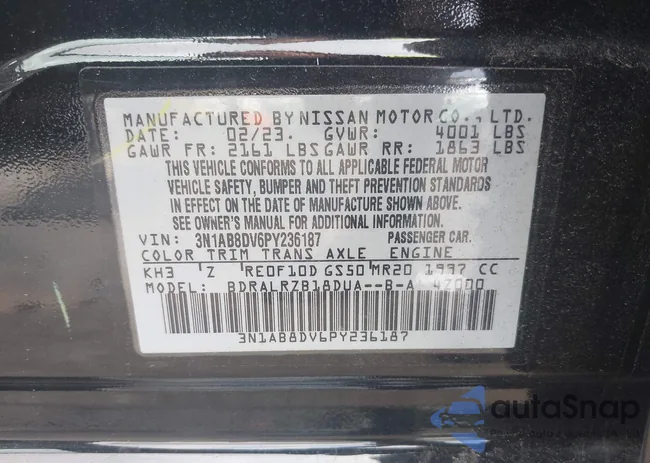 MANUFACTURED BY NISSAN MOTOR CO., LTD.
DATE: 02/23. GVWR: 4001 LBS
GAWR FR: 2161 LBS GAWR RR: 1863 LBS
THIS VEHICLE CONFORMS TO ALL APPLICABLE FEDERAL MOTOR
VEHICLE SAFETY, BUMPER AND THEFT PREVENTION STANDARDS
IN EFFECT ON THE DATE OF MANUFACTURE SHOWN ABOVE.
SEE OWNER'S MANUAL FOR ADDITIONAL INFORMATION.
VIN: 3N1AB8DV6PY236187 PASSENGER CAR.
COLOR TRIM TRANS AXLE ENGINE
KH3 'Z RE0F10D GS50 MR20 1997 CC
MODEL: BDRALRZB18DUA--B-A
3N1AB8DV6PY236187
autoSnap